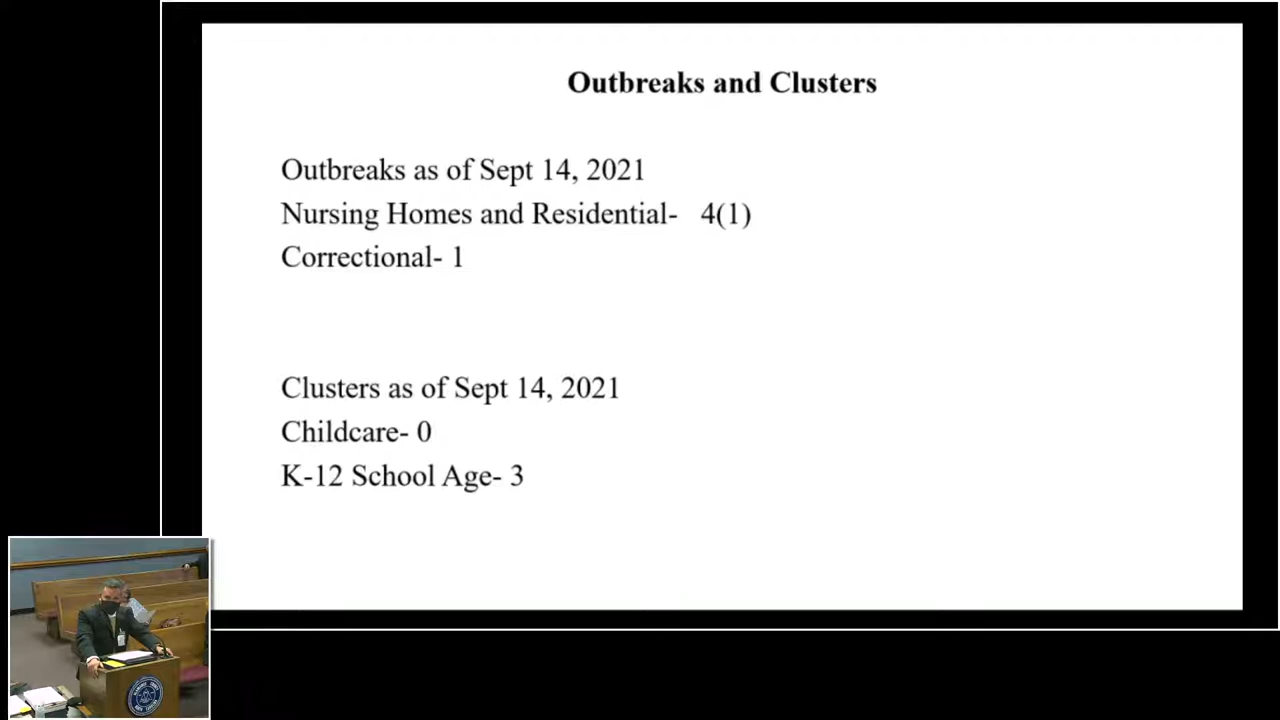 Outbreaks and Clusters
Outbreaks as of Sept 14, 2021
Nursing Homes and Residential- 4(1)
Correctional- 1
Clusters as of Sept 14, 2021
Childcare- 0
K-12 School Age- 3